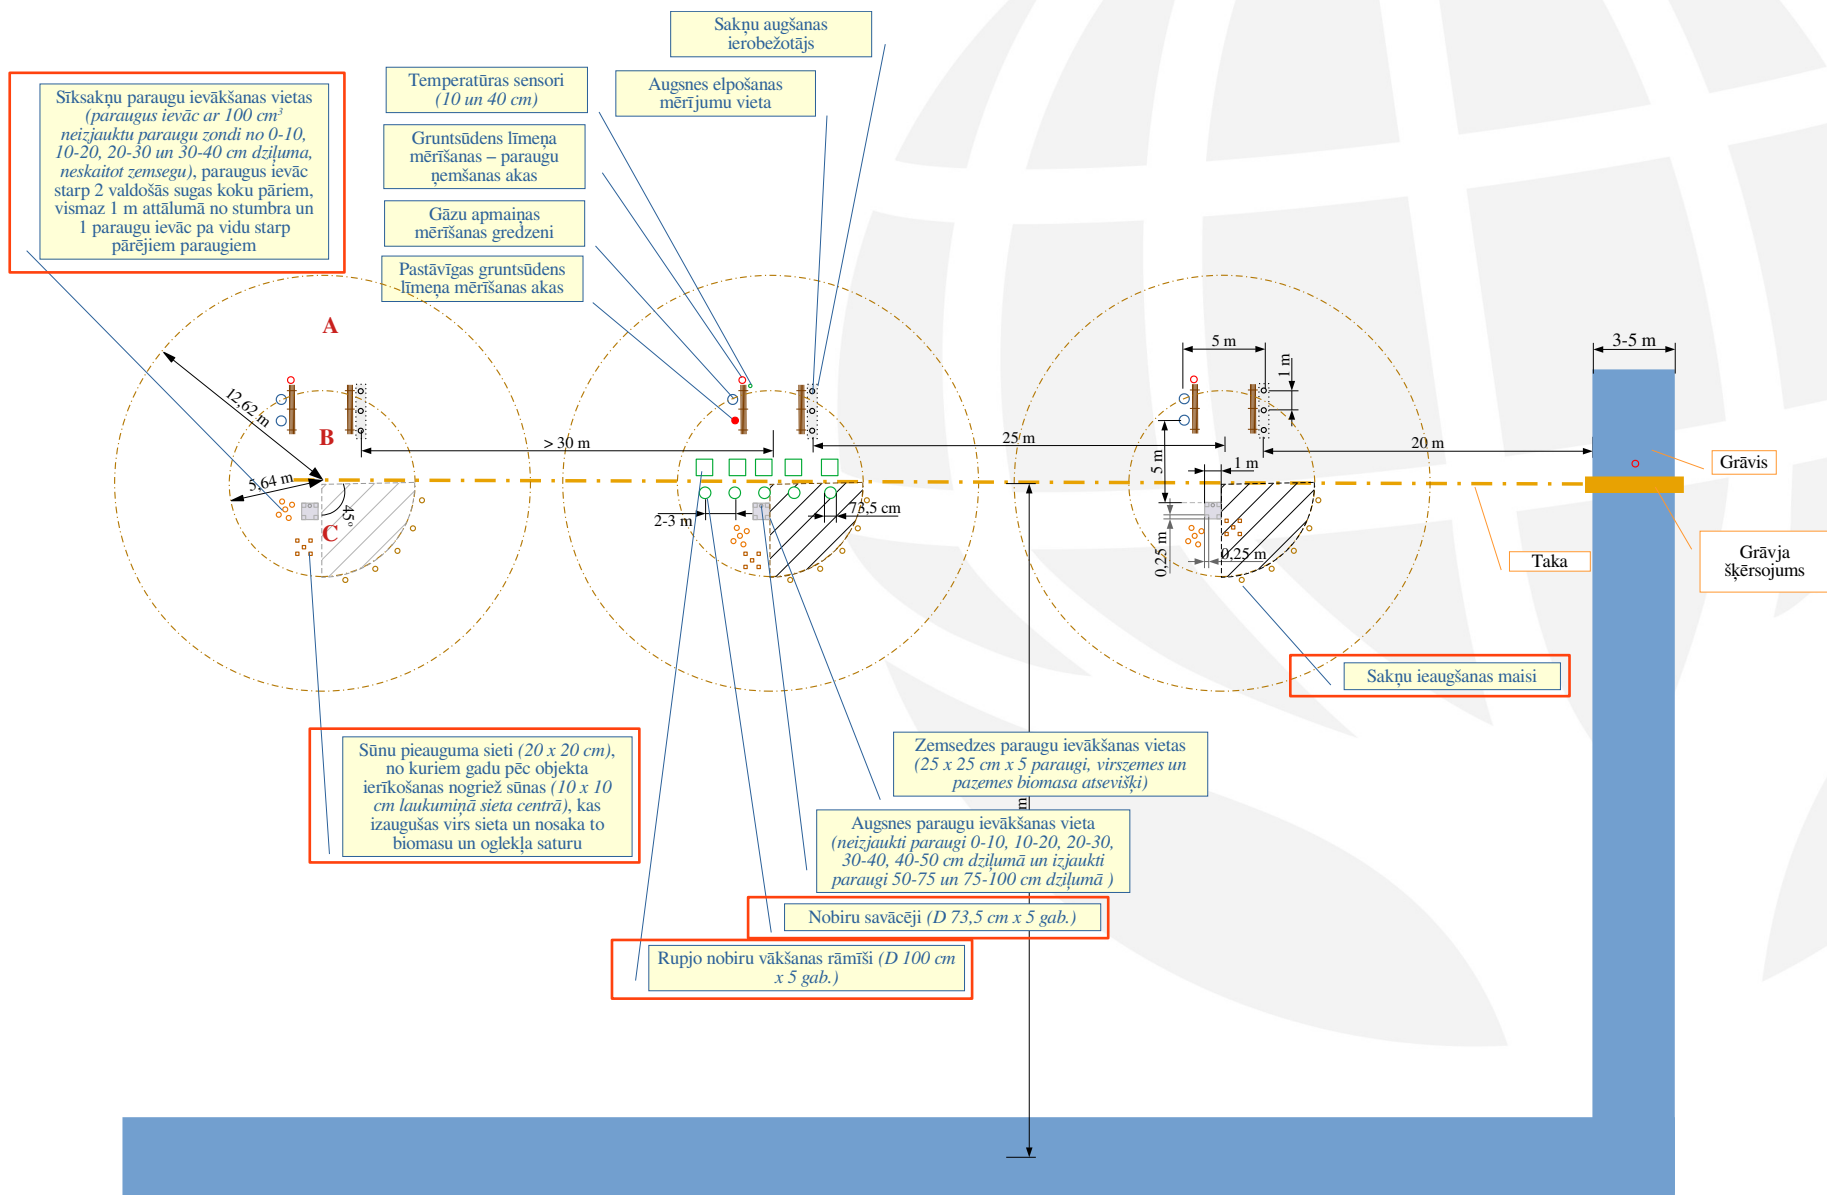 Sakņu augšanas
ierobežotājs
Temperatūras sensori
(10 un 40 cm)
Augsnes elpošanas
mērījumu vieta
Sīksakņu paraugu ievākšanas vietas
(paraugus ievāc ar 100 cm³
neizjauktu paraugu zondi no 0-10,
10-20, 20-30 un 30-40 cm dziļuma,
neskaitot zemsegu), paraugus ievāc
starp 2 valdošās sugas koku pāriem,
vismaz 1 m attālumā no stumbra un
1 paraugu ievāc pa vidu starp
pārējiem paraugiem
Gruntsūdens līmeņa
mērīšanas – paraugu
ņemšanas akas
Gāzu apmaiņas
mērīšanas gredzeni
Pastāvīgas gruntsūdens
līmeņa mērīšanas akas
A
B
C
12,62 m
5,64 m
45°
> 30 m
25 m
20 m
5 m
1 m
3-5 m
5 m
1 m
2-3 m
73,5 cm
0,25 m
0,25 m
Grāvis
Taka
Grāvja
šķērsojums
Sakņu ieaugšanas maisi
Sūnu pieauguma sieti (20 x 20 cm),
no kuriem gadu pēc objekta
ierīkošanas nogriež sūnas (10 x 10
cm laukumiņā sieta centrā), kas
izaugušas virs sieta un nosaka to
biomasu un oglekļa saturu
Zemsedzes paraugu ievākšanas vietas
(25 x 25 cm x 5 paraugi, virszemes un
pazemes biomasa atsevišķi)
m
Augsnes paraugu ievākšanas vieta
(neizjaukti paraugi 0-10, 10-20, 20-30,
30-40, 40-50 cm dziļumā un izjaukti
paraugi 50-75 un 75-100 cm dziļumā )
Nobiru savācēji (D 73,5 cm x 5 gab.)
Rupjo nobiru vākšanas rāmīši (D 100 cm
x 5 gab.)